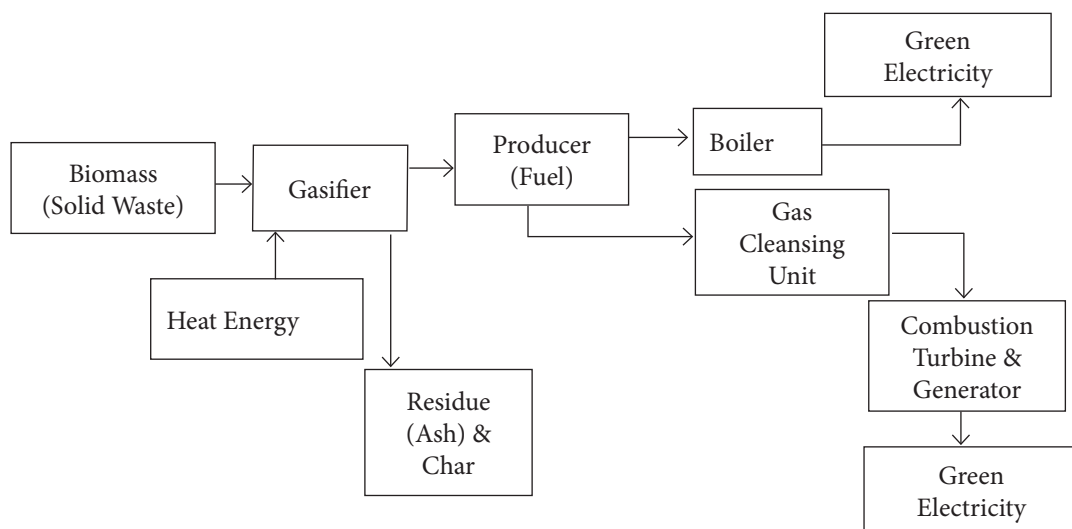 Green
Electricity
Biomass
(Solid Waste)
Gasifier
Producer
(Fuel)
Boiler
Gas
Cleansing
Unit
Heat Energy
Residue
(Ash) &
Char
Combustion
Turbine &
Generator
Green
Electricity